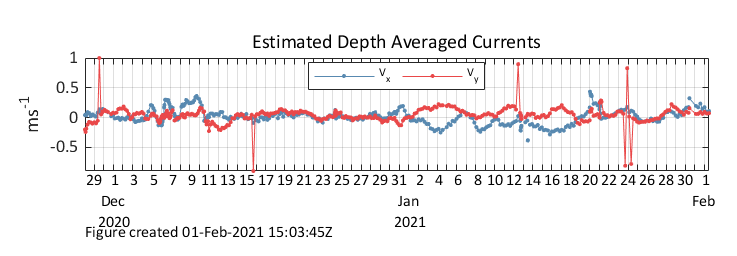 Estimated Depth Averaged Currents
1
0.5
0
-0.5
ms⁻¹
Vx Vy
29 1 3 5 7 9 11 13 15 17 19 21 23 25 27 29 31 2 4 6 8 10 12 14 16 18 20 22 24 26 28 30 1
Dec Jan Feb
2020 2021
Figure created 01-Feb-2021 15:03:45Z